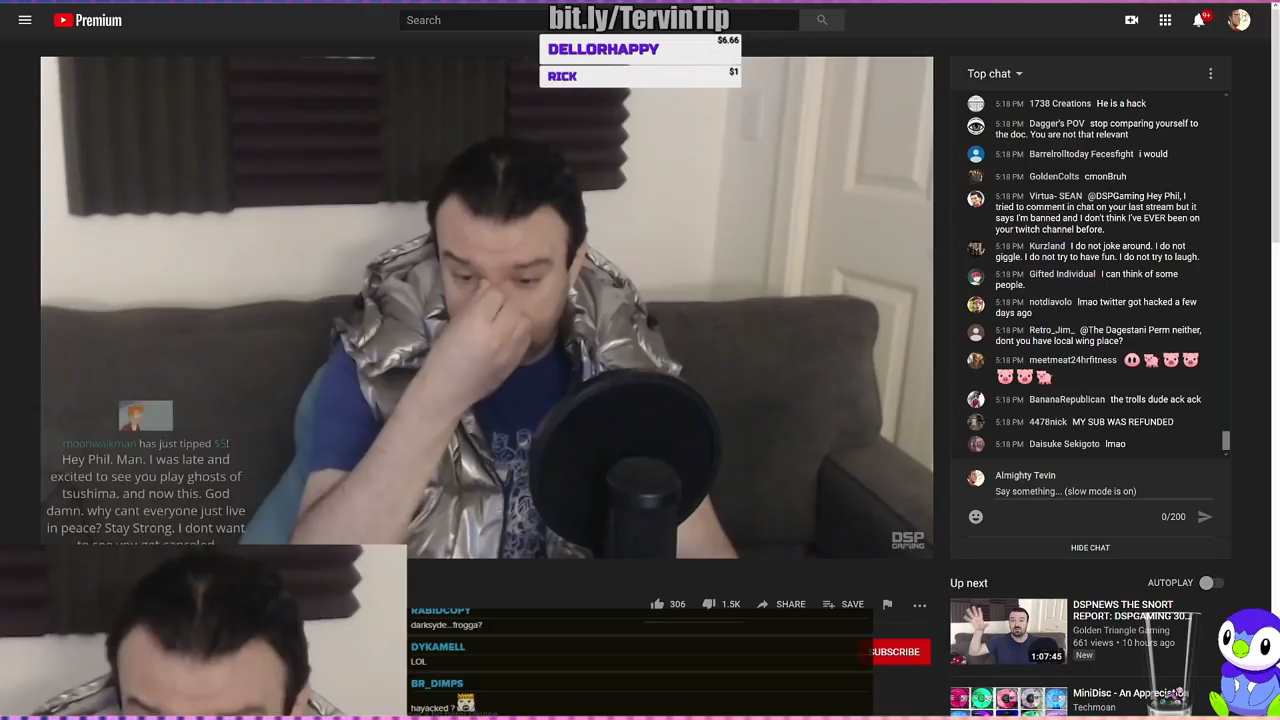 Premium
Search
bit.ly/TervinTip
9+
DELLORHAPPY
$6.66
RICK
$1
Top chat
5:18 PM 1738 Creations He is a hack
5:18 PM Dagger's POV stop comparing yourself to
the doc. You are not that relevant
5:18 PM Barrelrolltoday Fecesfight i would
5:18 PM GoldenColts cmonBruh
5:18 PM Virtua- SEAN @DSPGaming Hey Phil, I
tried to comment in chat on your last stream but it
says I'm banned and I don't think I've EVER been on
your twitch channel before.
5:18 PM Kurzland I do not joke around. I do not
giggle. I do not try to have fun. I do not try to laugh.
5:18 PM Gifted Individual I can think of some
people.
5:18 PM notdiavolo lmao twitter got hacked a few
days ago
5:18 PM Retro_Jim_ @The Dagestani Perm neither,
dont you have local wing place?
5:18 PM meetmeat24hrfitness
5:18 PM BananaRepublican the trolls dude ack ack
5:18 PM 4478nick MY SUB WAS REFUNDED
5:18 PM Daisuke Sekigoto lmao
Almighty Tevin
Say something... (slow mode is on)
0/200
HIDE CHAT
moonwalkman has just tipped $5!
Hey Phil. Man. I was late and
excited to see you play ghosts of
tsushima. and now this. God
damn. why cant everyone just live
in peace? Stay Strong. I dont want
to see you get canceled
DSP
GAMING
306
1.5K
SHARE
SAVE
SUBSCRIBE
RABIDCOPY
darksyde...frogga?
DYKAMELL
LOL
BR_DIMPS
hayacked ?
Up next
AUTOPLAY
DSPNEWS THE SNORT
REPORT: DSPGAMING 30...
Golden Triangle Gaming
661 views • 10 hours ago
New
1:07:45
MiniDisc - An Appreciation
Techmoan